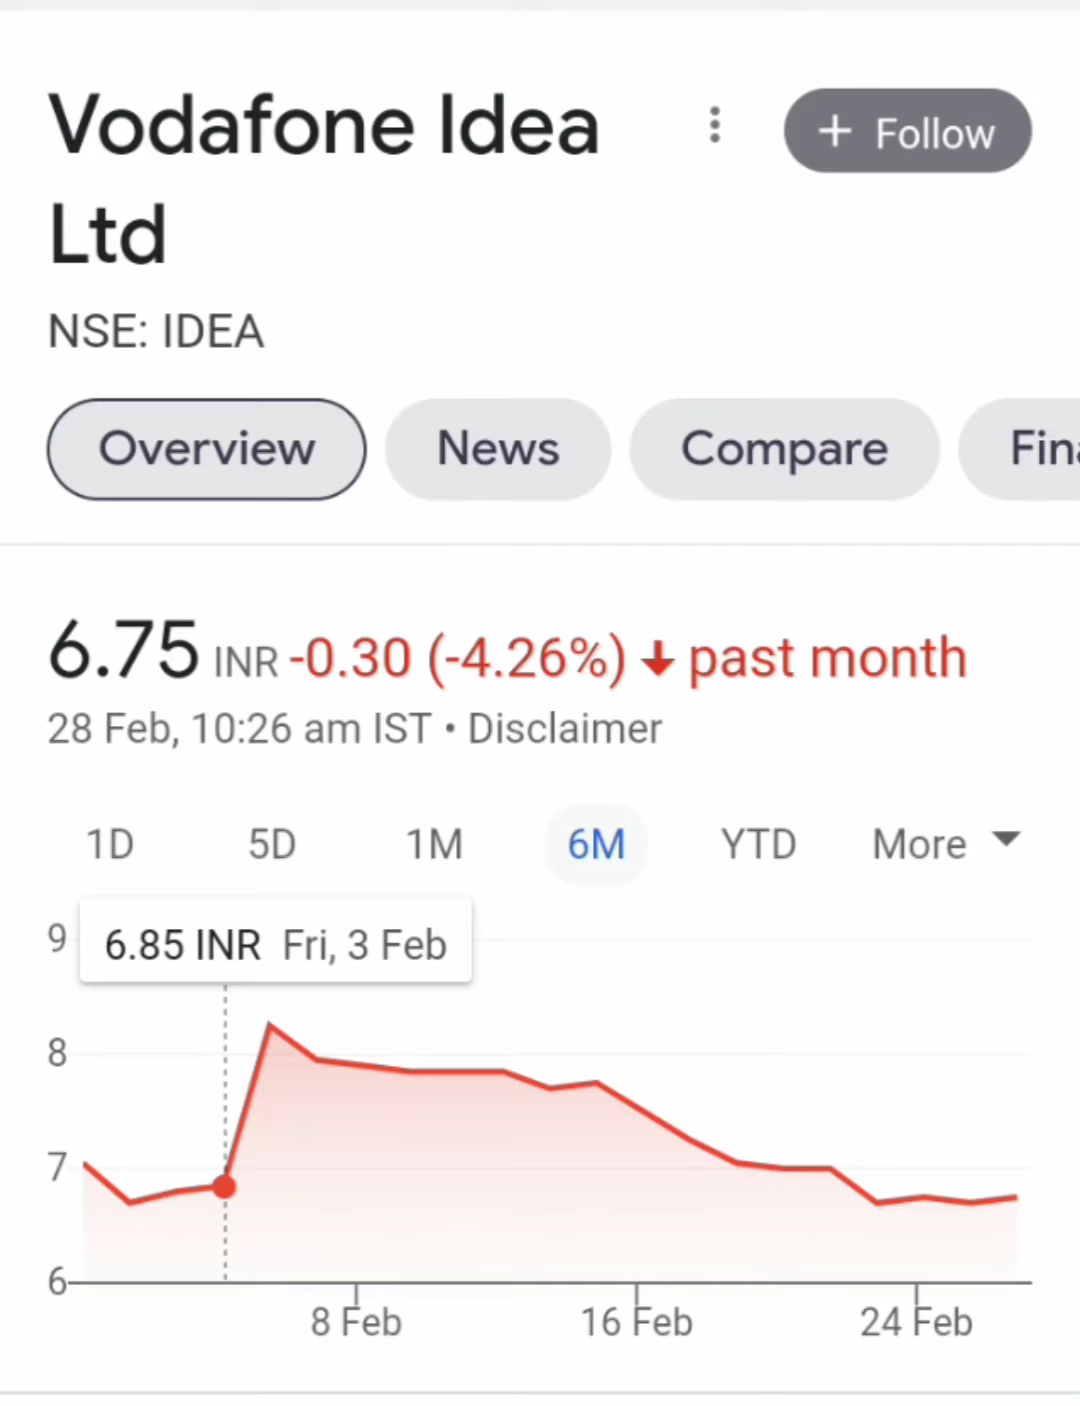 Vodafone Idea
Ltd
+ Follow
NSE: IDEA
Overview News Compare Fin
6.75 INR -0.30 (-4.26%) ↓ past month
28 Feb, 10:26 am IST • Disclaimer
1D 5D 1M 6M YTD More
6.85 INR Fri, 3 Feb
9
8
7
6
8 Feb 16 Feb 24 Feb